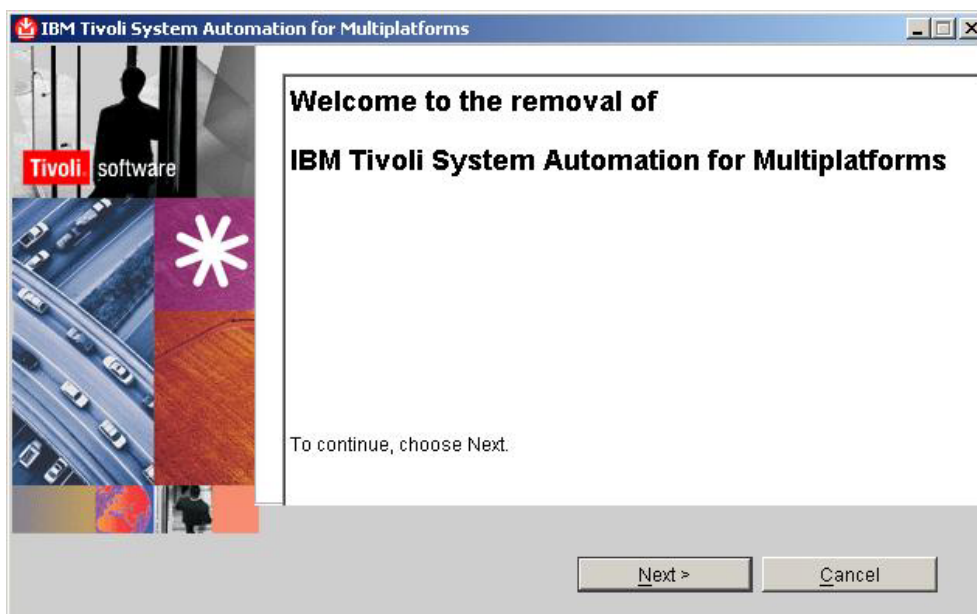 IBM Tivoli System Automation for Multiplatforms
Tivoli software
Welcome to the removal of
IBM Tivoli System Automation for Multiplatforms
To continue, choose Next.
Next >
Cancel